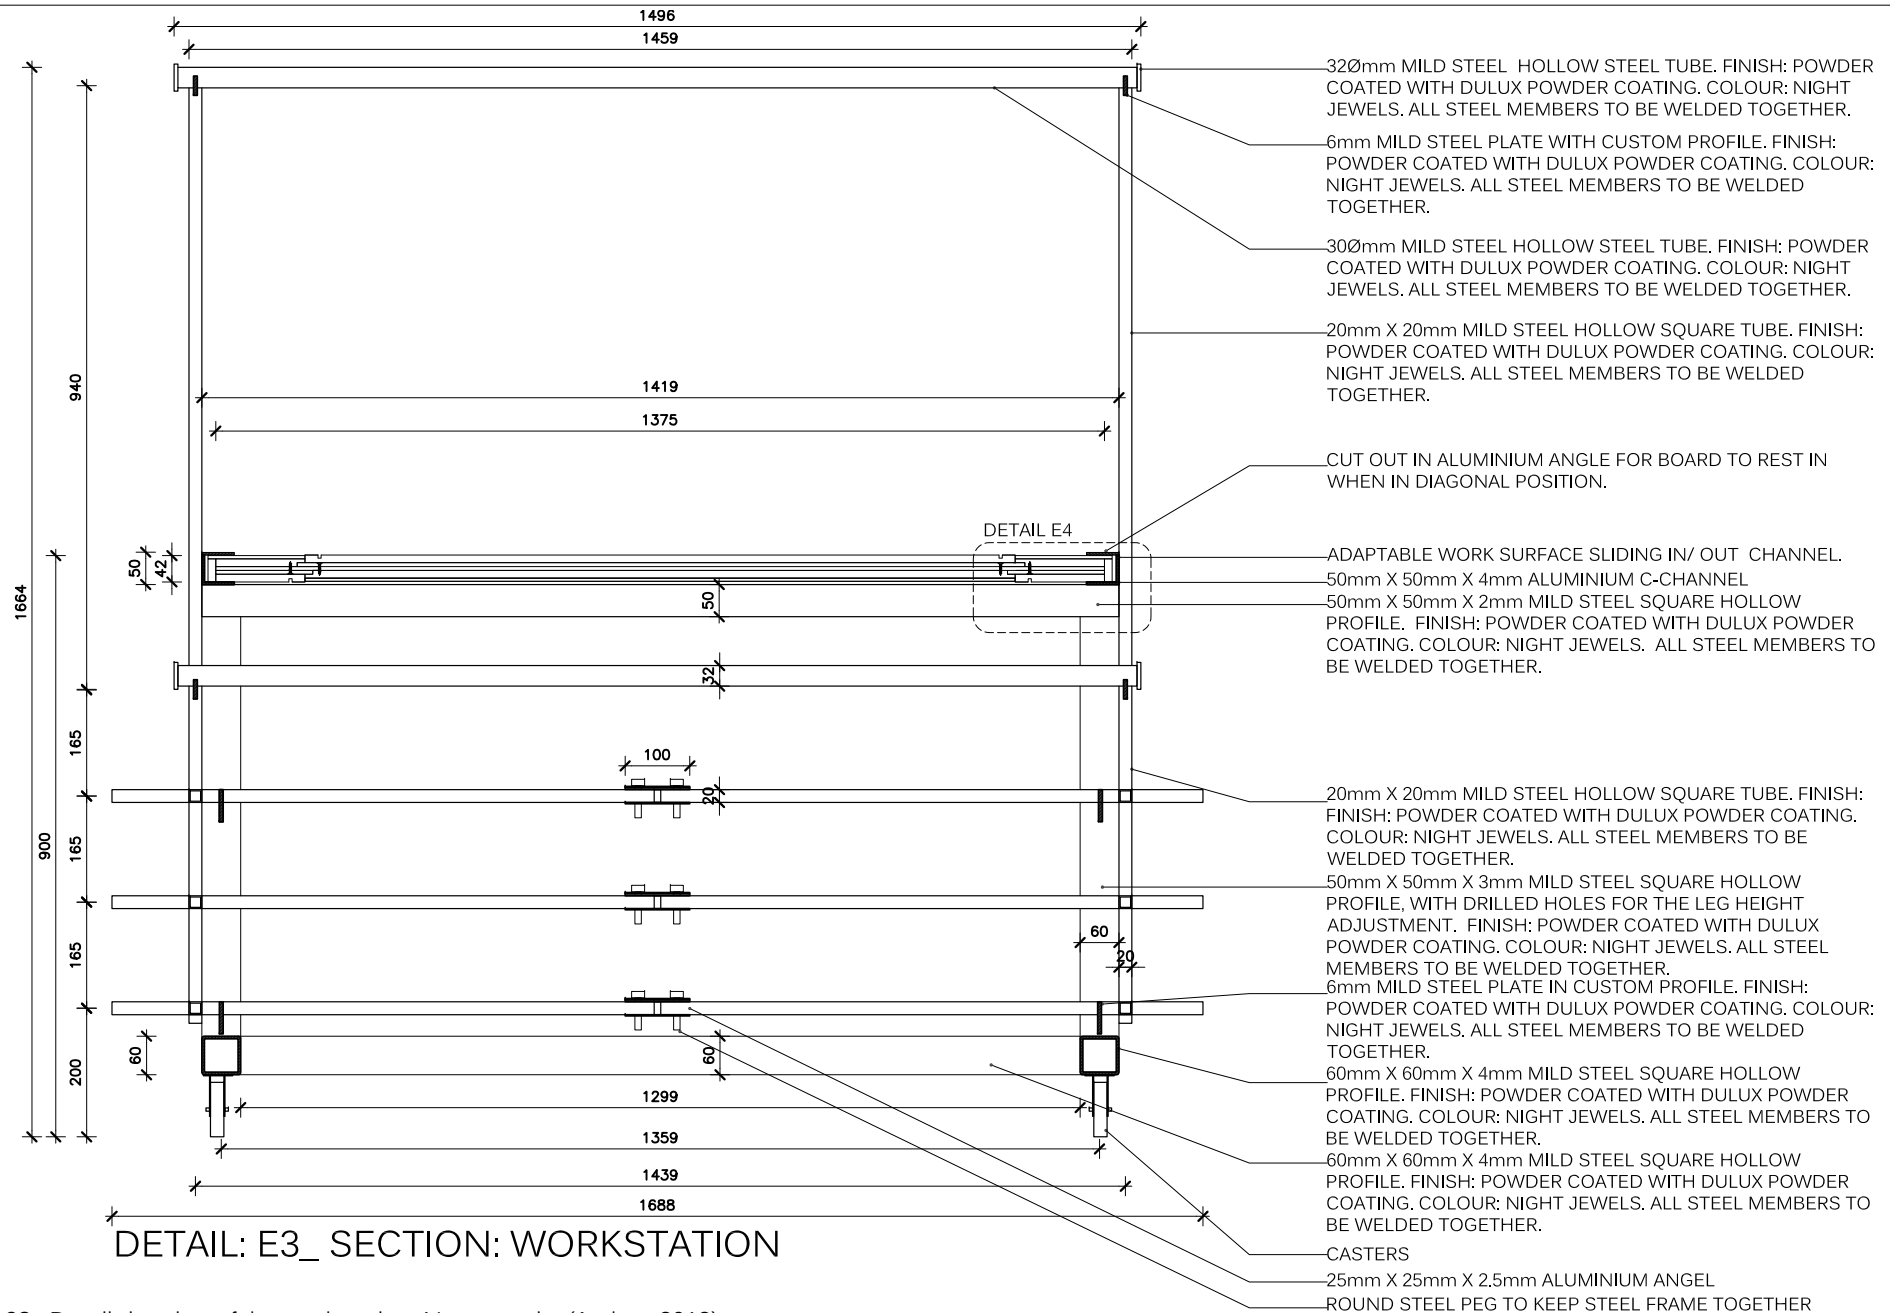 1496
1459
32Ømm MILD STEEL HOLLOW STEEL TUBE. FINISH: POWDER
COATED WITH DULUX POWDER COATING. COLOUR: NIGHT
JEWELS. ALL STEEL MEMBERS TO BE WELDED TOGETHER.
6mm MILD STEEL PLATE WITH CUSTOM PROFILE. FINISH:
POWDER COATED WITH DULUX POWDER COATING. COLOUR:
NIGHT JEWELS. ALL STEEL MEMBERS TO BE WELDED
TOGETHER.
30Ømm MILD STEEL HOLLOW STEEL TUBE. FINISH: POWDER
COATED WITH DULUX POWDER COATING. COLOUR: NIGHT
JEWELS. ALL STEEL MEMBERS TO BE WELDED TOGETHER.
20mm X 20mm MILD STEEL HOLLOW SQUARE TUBE. FINISH:
POWDER COATED WITH DULUX POWDER COATING. COLOUR:
NIGHT JEWELS. ALL STEEL MEMBERS TO BE WELDED
TOGETHER.
940
1419
1375
CUT OUT IN ALUMINIUM ANGLE FOR BOARD TO REST IN
WHEN IN DIAGONAL POSITION.
DETAIL E4
50
42
50
1664
ADAPTABLE WORK SURFACE SLIDING IN/ OUT CHANNEL.
50mm X 50mm X 4mm ALUMINIUM C-CHANNEL
50mm X 50mm X 2mm MILD STEEL SQUARE HOLLOW
PROFILE. FINISH: POWDER COATED WITH DULUX POWDER
COATING. COLOUR: NIGHT JEWELS. ALL STEEL MEMBERS TO
BE WELDED TOGETHER.
32
165
100
20
900
165
165
60
20
20mm X 20mm MILD STEEL HOLLOW SQUARE TUBE. FINISH:
FINISH: POWDER COATED WITH DULUX POWDER COATING.
COLOUR: NIGHT JEWELS. ALL STEEL MEMBERS TO BE
WELDED TOGETHER.
50mm X 50mm X 3mm MILD STEEL SQUARE HOLLOW
PROFILE, WITH DRILLED HOLES FOR THE LEG HEIGHT
ADJUSTMENT. FINISH: POWDER COATED WITH DULUX
POWDER COATING. COLOUR: NIGHT JEWELS. ALL STEEL
MEMBERS TO BE WELDED TOGETHER.
6mm MILD STEEL PLATE IN CUSTOM PROFILE. FINISH:
POWDER COATED WITH DULUX POWDER COATING. COLOUR:
NIGHT JEWELS. ALL STEEL MEMBERS TO BE WELDED
TOGETHER.
60mm X 60mm X 4mm MILD STEEL SQUARE HOLLOW
PROFILE. FINISH: POWDER COATED WITH DULUX POWDER
COATING. COLOUR: NIGHT JEWELS. ALL STEEL MEMBERS TO
BE WELDED TOGETHER.
60mm X 60mm X 4mm MILD STEEL SQUARE HOLLOW
PROFILE. FINISH: POWDER COATED WITH DULUX POWDER
COATING. COLOUR: NIGHT JEWELS. ALL STEEL MEMBERS TO
BE WELDED TOGETHER.
200
60
60
1299
1359
1439
1688
CASTERS
25mm X 25mm X 2.5mm ALUMINIUM ANGEL
ROUND STEEL PEG TO KEEP STEEL FRAME TOGETHER
DETAIL: E3_ SECTION: WORKSTATION